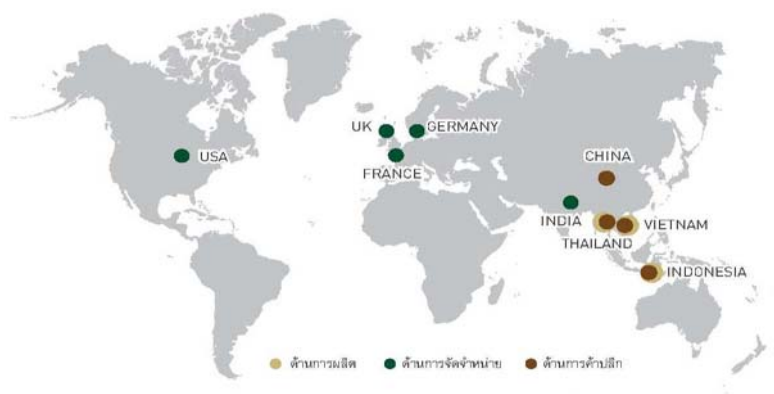 UK
GERMANY
USA
FRANCE
CHINA
INDIA
VIETNAM
THAILAND
INDONESIA
ด้านการผลิต
ด้านการจัดจำหน่าย
ด้านการค้าปลีก